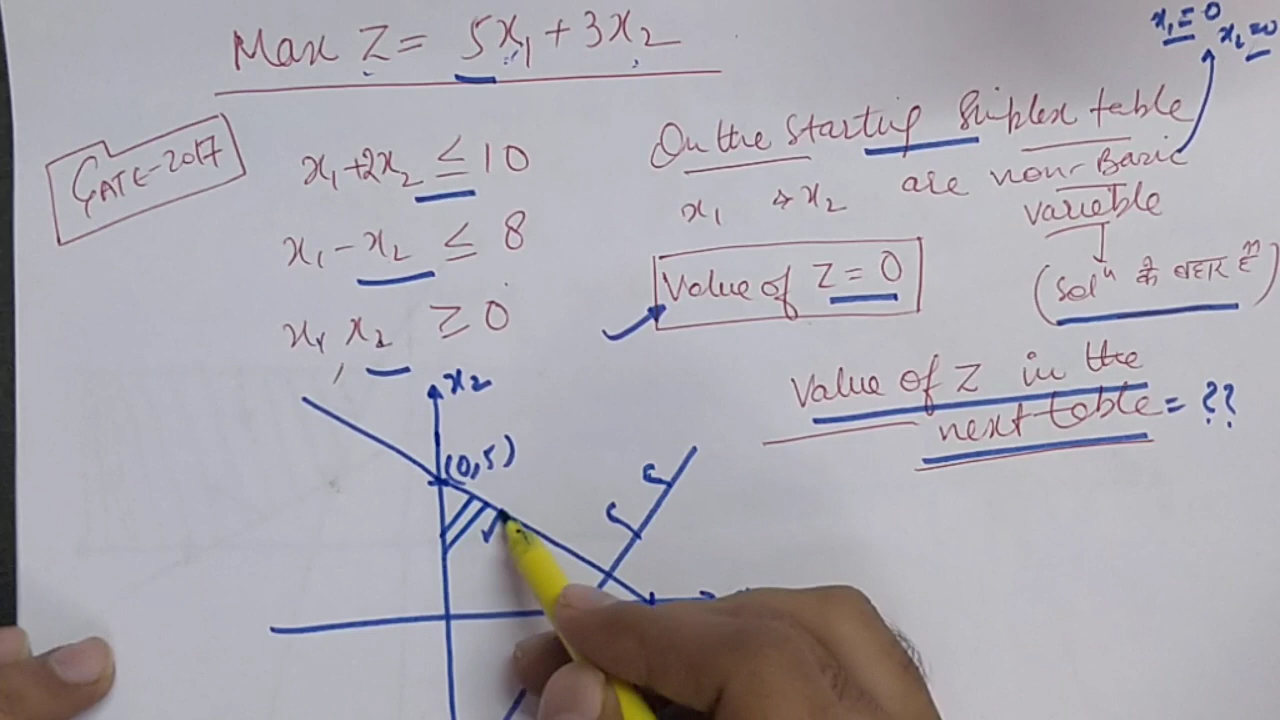 Max Z = 5x₁ + 3x₂
x₁ = 0
x₂ = 0
GATE-2017
x₁ + 2x₂ ≤ 10
x₁ - x₂ ≤ 8
x₁, x₂ ≥ 0
On the starting simplex table
x₁ & x₂ are non-Basic
variable
(Solⁿ के बाहर हैं)
Value of Z = 0
Value of Z in the
next table = ??
x₂
(0,5)